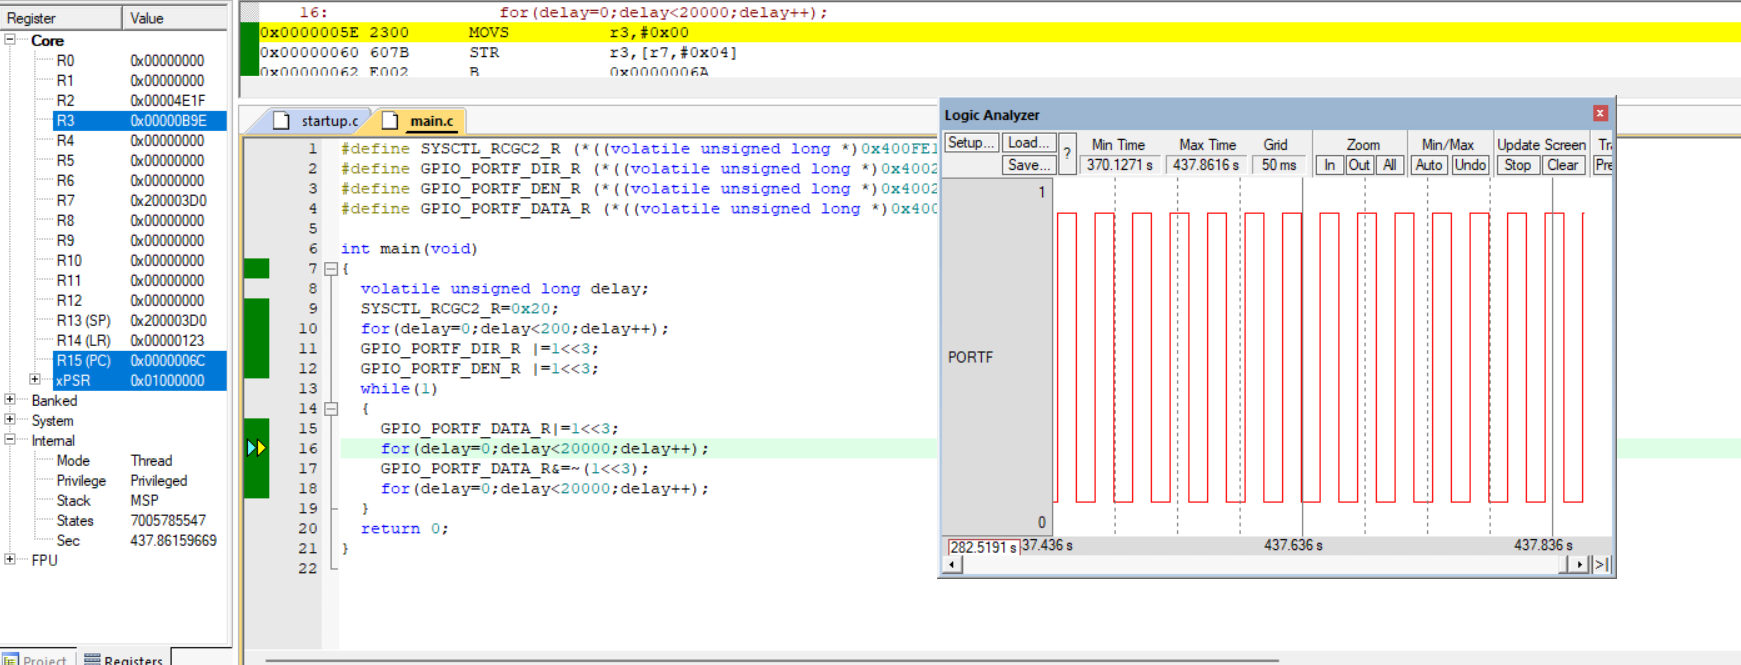 Register Value
Core
R0 0x00000000
R1 0x00000000
R2 0x00004E1F
R3 0x00000B9E
R4 0x00000000
R5 0x00000000
R6 0x00000000
R7 0x200003D0
R8 0x00000000
R9 0x00000000
R10 0x00000000
R11 0x00000000
R12 0x00000000
R13 (SP) 0x200003D0
R14 (LR) 0x00000123
R15 (PC) 0x0000006C
xPSR 0x01000000
Banked
System
Internal
Mode Thread
Privilege Privileged
Stack MSP
States 7005785547
Sec 437.86159669
FPU
Project Registers
16: for(delay=0;delay<20000;delay++);
0x0000005E 2300 MOVS r3,#0x00
0x00000060 607B STR r3,[r7,#0x04]
0x00000062 E002 B 0x0000006A
startup.c main.c
1 #define SYSCTL_RCGC2_R (*((volatile unsigned long *)0x400FE1
2 #define GPIO_PORTF_DIR_R (*((volatile unsigned long *)0x4002
3 #define GPIO_PORTF_DEN_R (*((volatile unsigned long *)0x4002
4 #define GPIO_PORTF_DATA_R (*((volatile unsigned long *)0x400
5
6 int main(void)
7 {
8 volatile unsigned long delay;
9 SYSCTL_RCGC2_R=0x20;
10 for(delay=0;delay<200;delay++);
11 GPIO_PORTF_DIR_R |=1<<3;
12 GPIO_PORTF_DEN_R |=1<<3;
13 while(1)
14 {
15 GPIO_PORTF_DATA_R|=1<<3;
16 for(delay=0;delay<20000;delay++);
17 GPIO_PORTF_DATA_R&=~(1<<3);
18 for(delay=0;delay<20000;delay++);
19 }
20 return 0;
21 }
22
Logic Analyzer
Setup... Load... ? Min Time Max Time Grid Zoom Min/Max Update Screen Tr
Save... 370.1271 s 437.8616 s 50 ms In Out All Auto Undo Stop Clear Pre
1
PORTF
0
282.5191 s 37.436 s 437.636 s 437.836 s